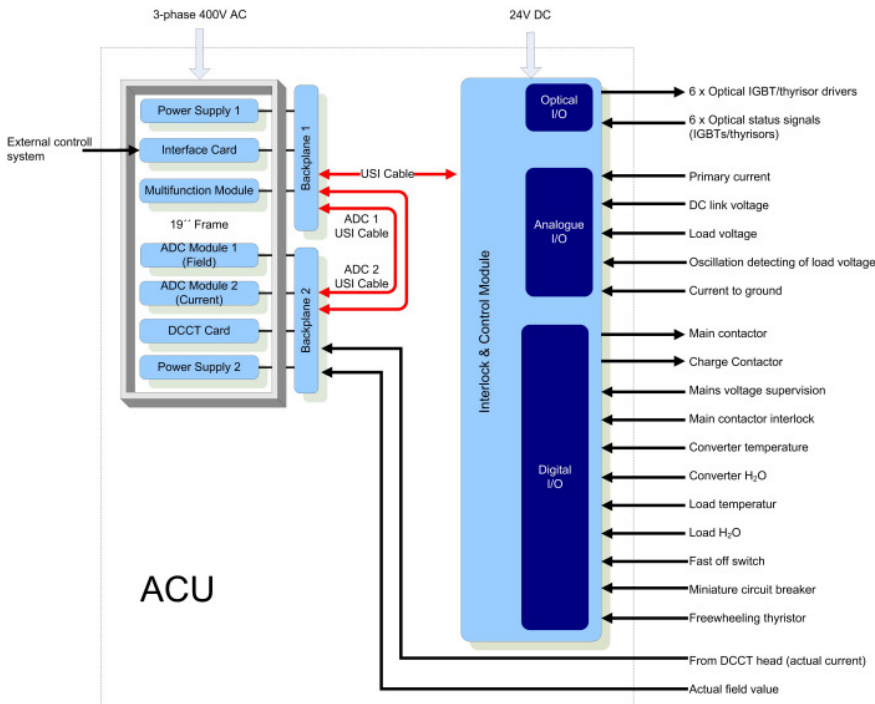 3-phase 400V AC
24V DC
Power Supply 1
Interface Card
Multifunction Module
19´´ Frame
ADC Module 1
(Field)
ADC Module 2
(Current)
DCCT Card
Power Supply 2
External controll
system
Backplane 1
Backplane 2
USI Cable
ADC 1
USI Cable
ADC 2
USI Cable
Interlock & Control Module
Optical
I/O
Analogue
I/O
Digital
I/O
6 x Optical IGBT/thyrisor drivers
6 x Optical status signals
(IGBTs/thyrisors)
Primary current
DC link voltage
Load voltage
Oscillation detecting of load voltage
Current to ground
Main contactor
Charge Contactor
Mains voltage supervision
Main contactor interlock
Converter temperature
Converter H₂O
Load temperatur
Load H₂O
Fast off switch
Miniature circuit breaker
Freewheeling thyristor
From DCCT head (actual current)
Actual field value
ACU